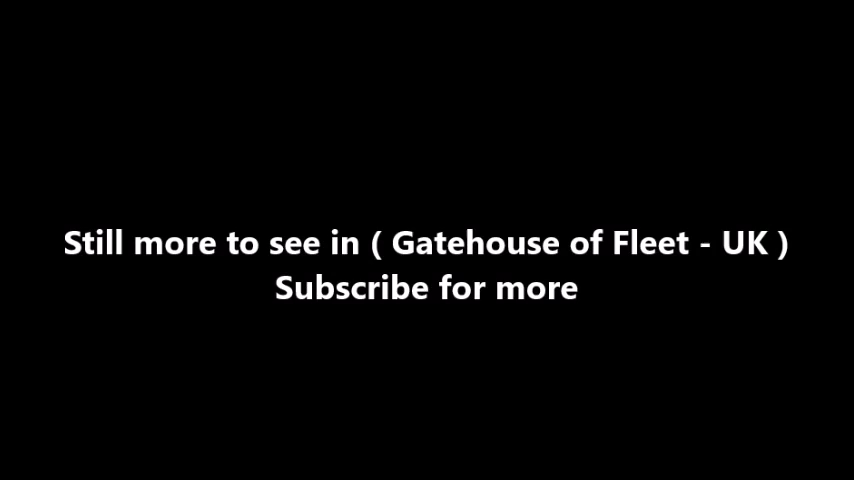 Still more to see in ( Gatehouse of Fleet - UK )
Subscribe for more